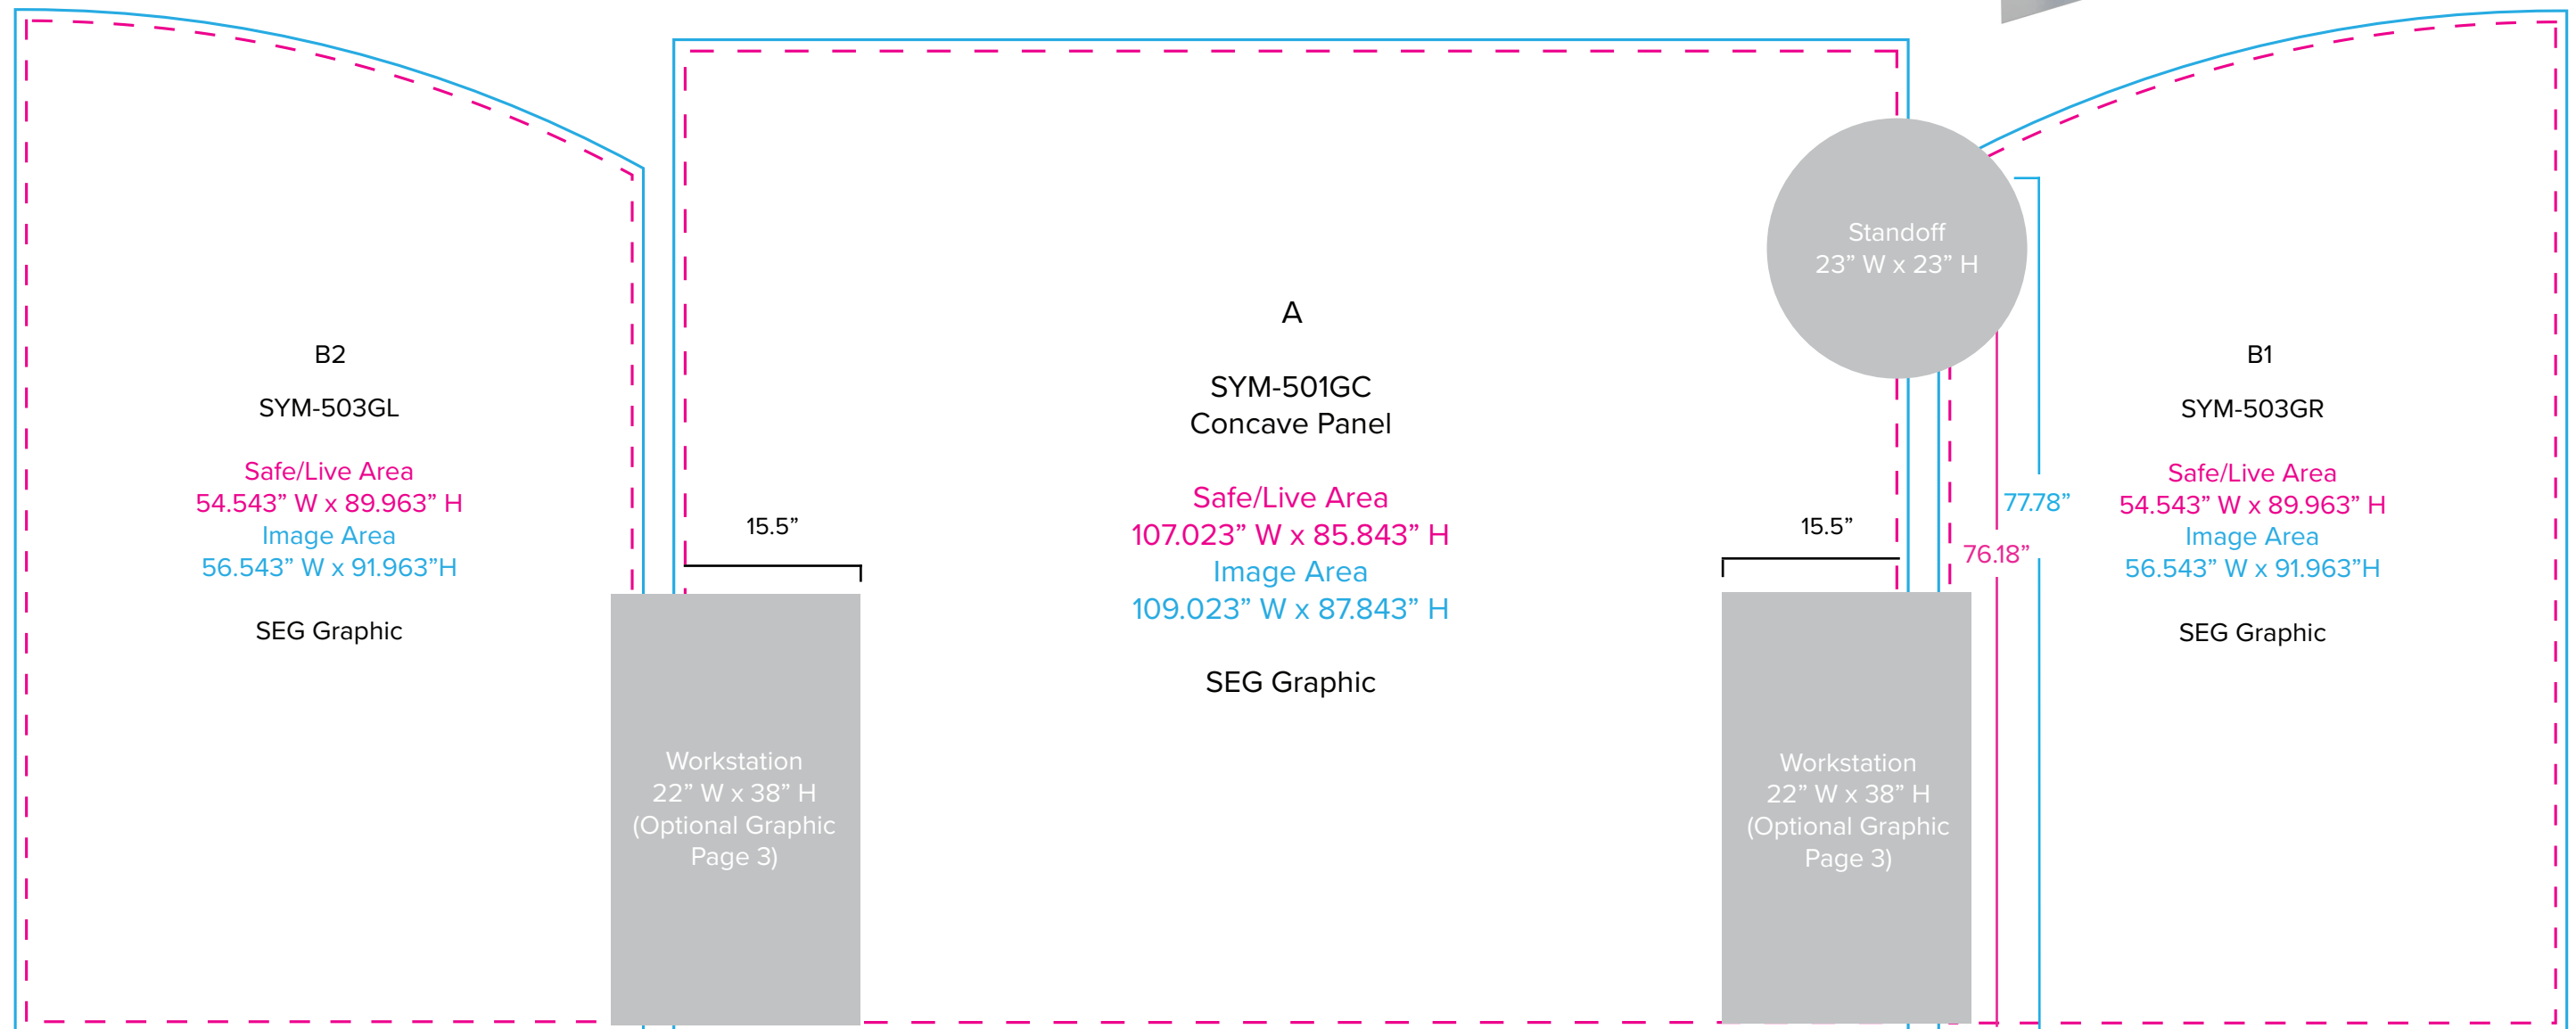 B2
SYM-503GL
Safe/Live Area
54.543” W x 89.963” H
Image Area
56.543” W x 91.963”H
SEG Graphic
15.5”
Workstation
22” W x 38” H
(Optional Graphic
Page 3)
A
SYM-501GC
Concave Panel
Safe/Live Area
107.023” W x 85.843” H
Image Area
109.023” W x 87.843” H
SEG Graphic
Standoff
23” W x 23” H
15.5”
Workstation
22” W x 38” H
(Optional Graphic
Page 3)
77.78”
76.18”
B1
SYM-503GR
Safe/Live Area
54.543” W x 89.963” H
Image Area
56.543” W x 91.963”H
SEG Graphic